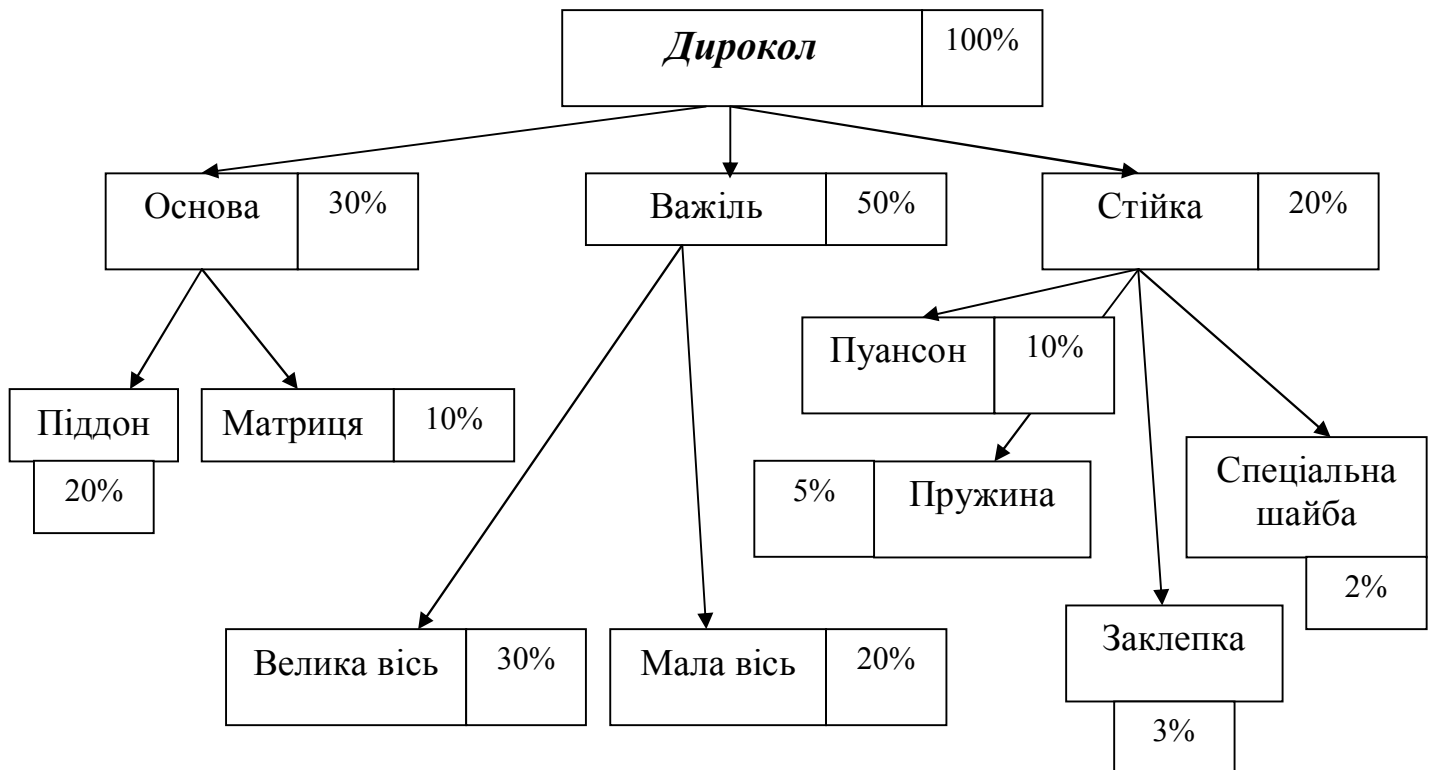 Дирокол
100%
Основа
30%
Важіль
50%
Стійка
20%
Пуансон
10%
Піддон
20%
Матриця
10%
5%
Пружина
Спеціальна
шайба
2%
Велика вісь
30%
Мала вісь
20%
Заклепка
3%